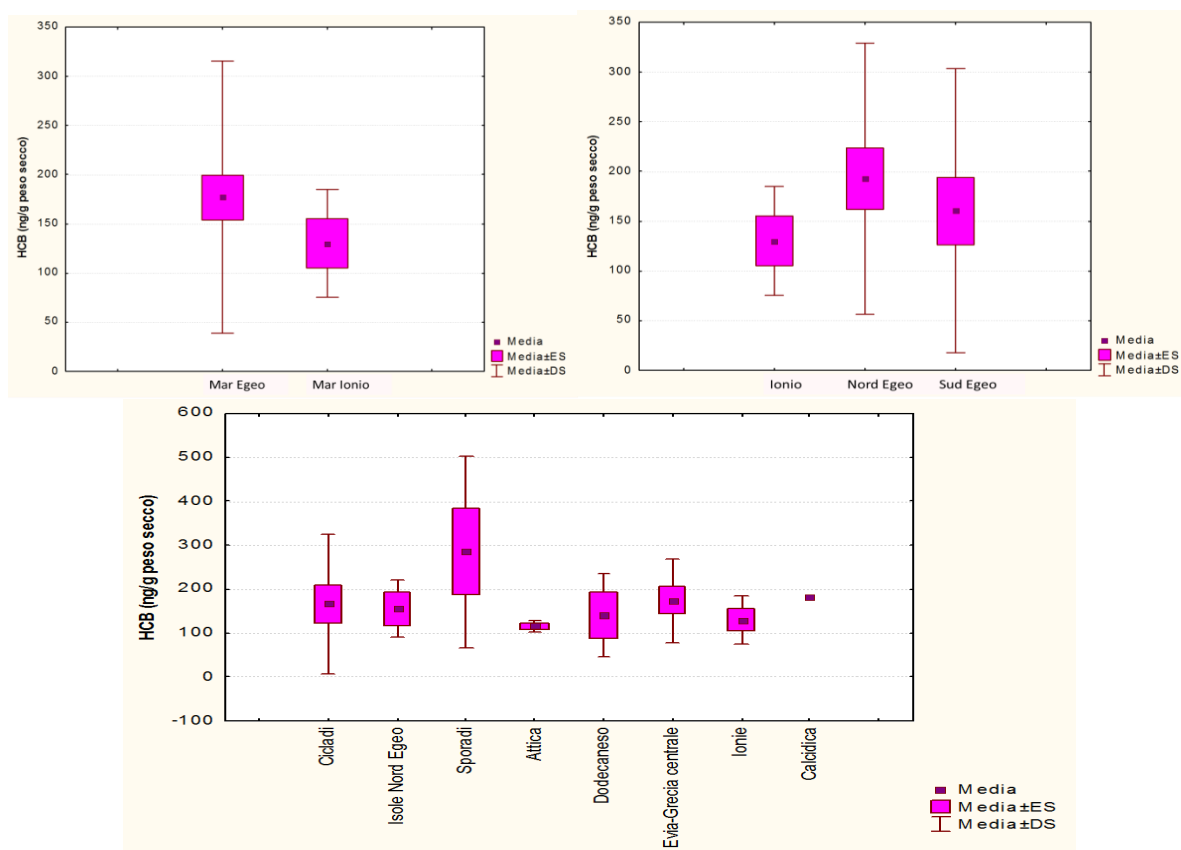 350
300
250
200
150
100
50
0
HCB (ng/g peso secco)
Mar Egeo
Mar Ionio
Media
Media±ES
Media±DS
350
300
250
200
150
100
50
0
HCB (ng/g peso secco)
Ionio
Nord Egeo
Sud Egeo
Media
Media±ES
Media±DS
600
500
400
300
200
100
0
-100
HCB (ng/g peso secco)
Cicladi
Isole Nord Egeo
Sporadi
Attica
Dodecaneso
Evia-Grecia centrale
Ionie
Calcidica
Media
Media±ES
Media±DS